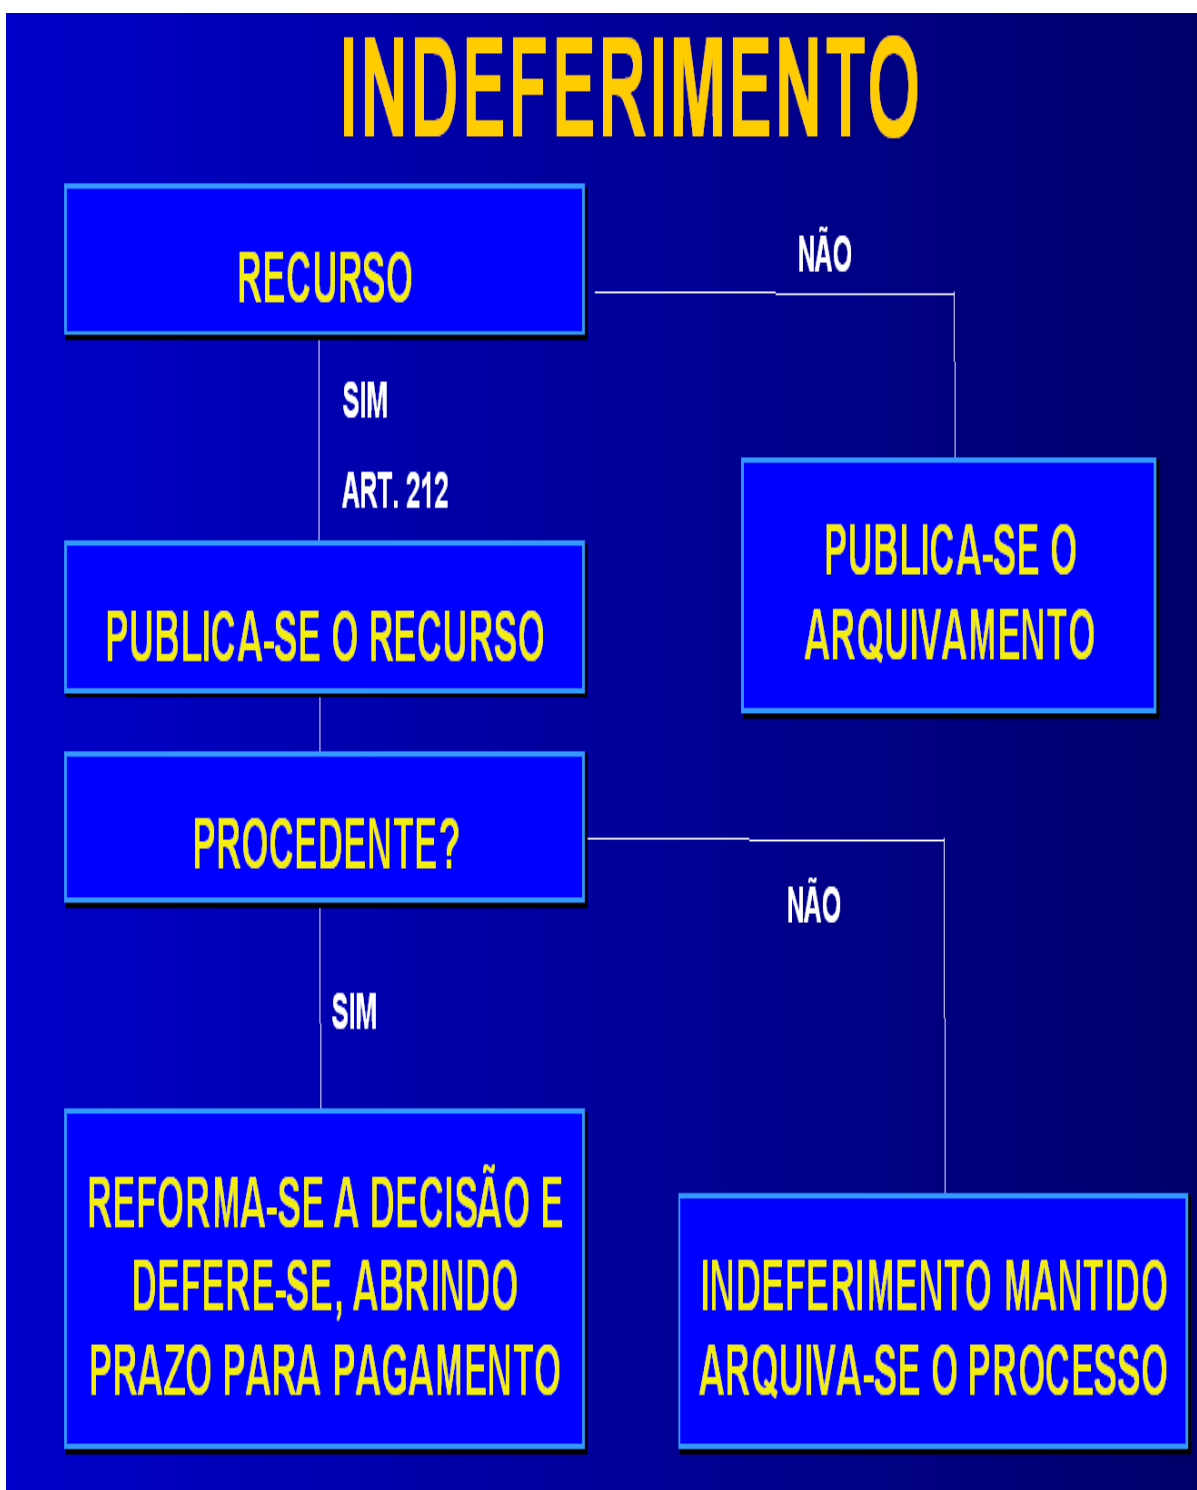 INDEFERIMENTO
RECURSO
NÃO
SIM
ART. 212
PUBLICA-SE O
ARQUIVAMENTO
PUBLICA-SE O RECURSO
PROCEDENTE?
NÃO
SIM
REFORMA-SE A DECISÃO E
DEFERE-SE, ABRINDO
PRAZO PARA PAGAMENTO
INDEFERIMENTO MANTIDO
ARQUIVA-SE O PROCESSO